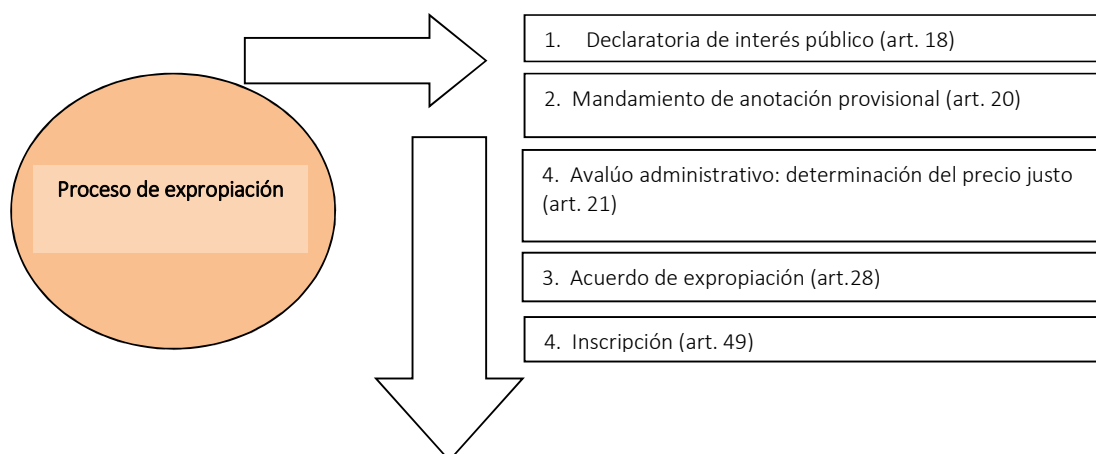 Proceso de expropiación
1. Declaratoria de interés público (art. 18)
2. Mandamiento de anotación provisional (art. 20)
4. Avalúo administrativo: determinación del precio justo
(art. 21)
3. Acuerdo de expropiación (art.28)
4. Inscripción (art. 49)